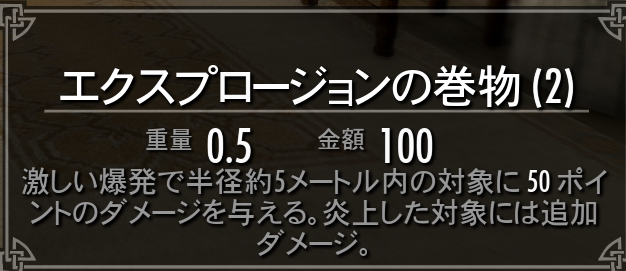 エクスプロージョンの巻物 (2)
重量 0.5 金額 100
激しい爆発で半径約5メートル内の対象に 50 ポイ
ントのダメージを与える。炎上した対象には追加
ダメージ。